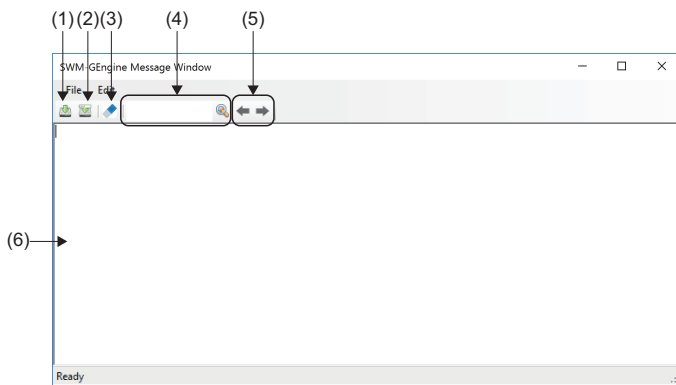 (1) (2) (3) (4) (5)
SWM-GEngine Message Window
File Edit
(6)
Ready